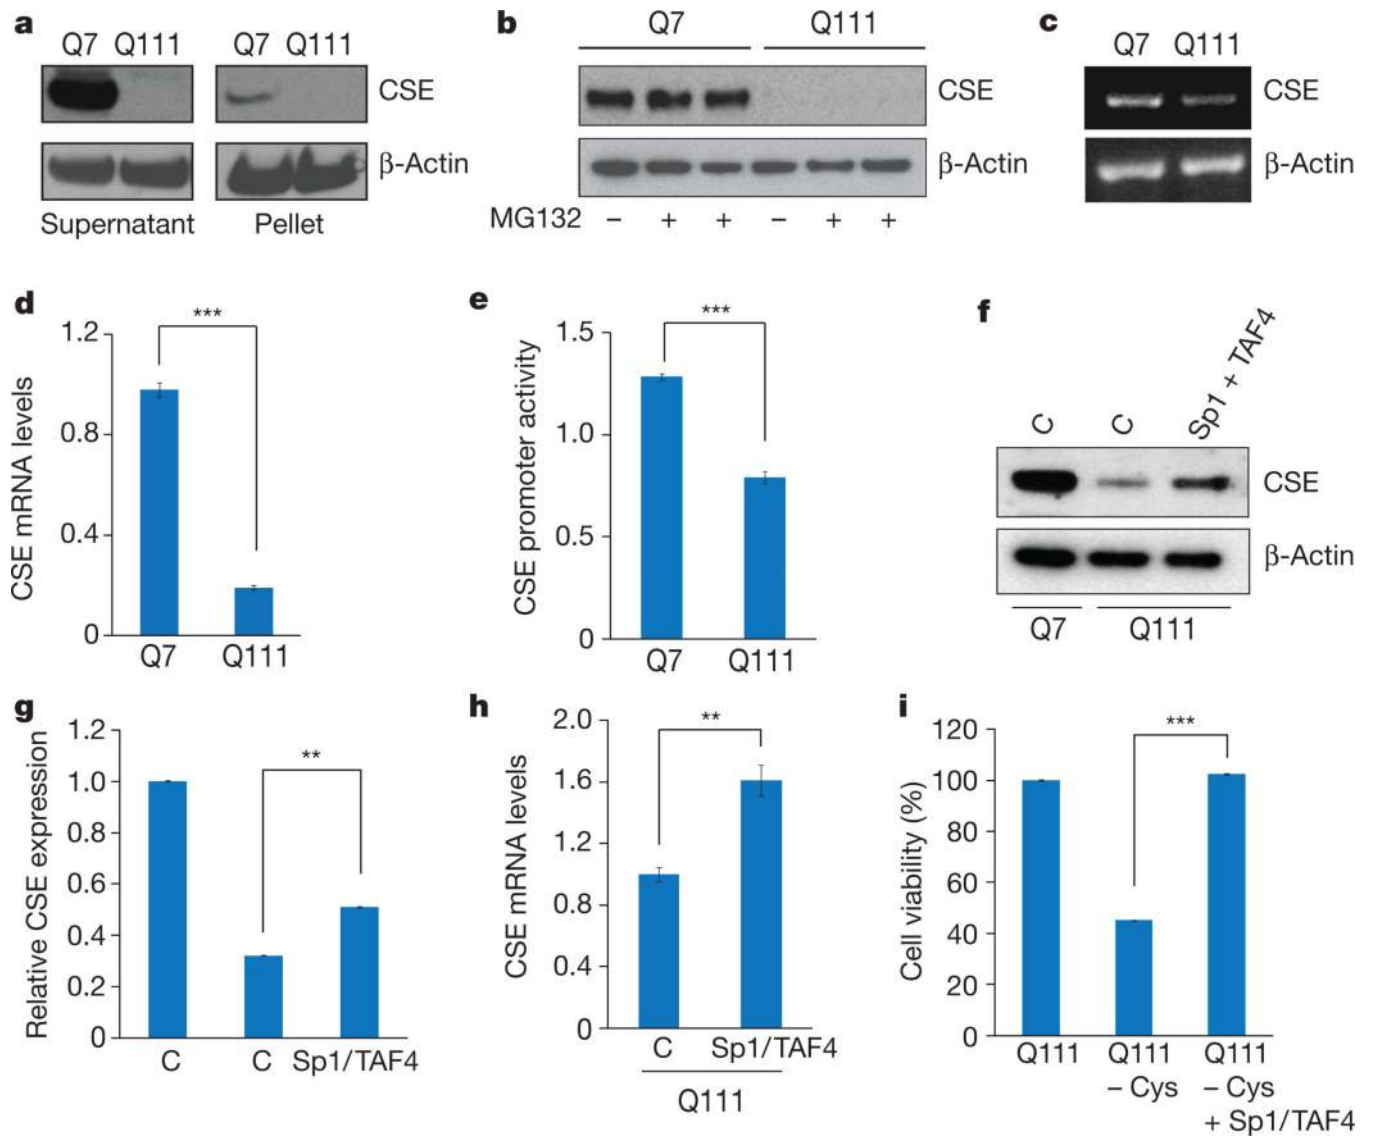 a
Q7 Q111
Q7 Q111
CSE
β-Actin
Supernatant
Pellet
b
Q7
Q111
CSE
β-Actin
MG132 – + + – + +
c
Q7 Q111
CSE
β-Actin
d
CSE mRNA levels
1.2
***
0.8
0.4
0
Q7 Q111
e
CSE promoter activity
1.5
***
1.0
0.5
0
Q7 Q111
f
C C Sp1 + TAF4
CSE
β-Actin
Q7 Q111
g
Relative CSE expression
1.2
**
1.0
0.8
0.6
0.4
0.2
0
C C Sp1/TAF4
h
CSE mRNA levels
2.0
**
1.6
1.2
0.8
0.4
0
C Sp1/TAF4
Q111
i
Cell viability (%)
120
***
100
80
60
40
20
0
Q111 Q111 Q111
– Cys – Cys
+ Sp1/TAF4